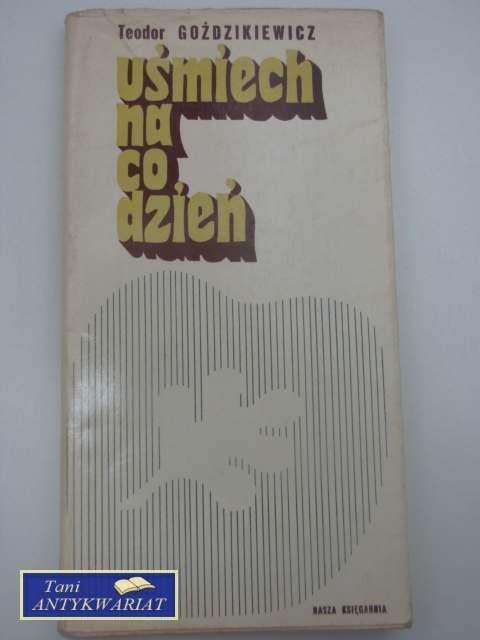 Teodor GOŹDZIKIEWICZ
uśmiech
na
co
dzień
NASZA KSIĘGARNIA
Tani
ANTYKWARIAT